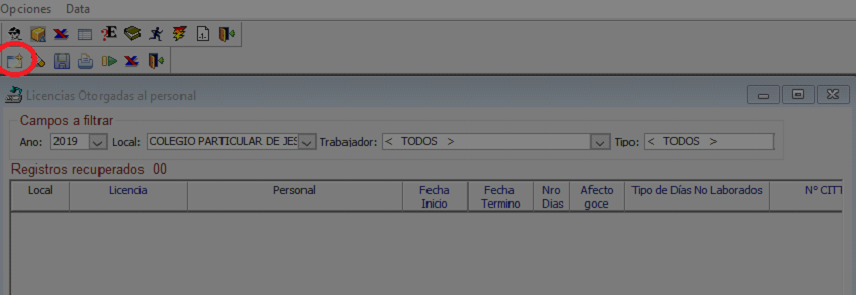 Opciones Data
Licencias Otorgadas al personal
Campos a filtrar
Ano: 2019 Local: COLEGIO PARTICULAR DE JES Trabajador: < TODOS > Tipo: < TODOS >
Registros recuperados 00
Local Licencia Personal Fecha Inicio Fecha Termino Nro Dias Afecto goce Tipo de Días No Laborados N° CITT